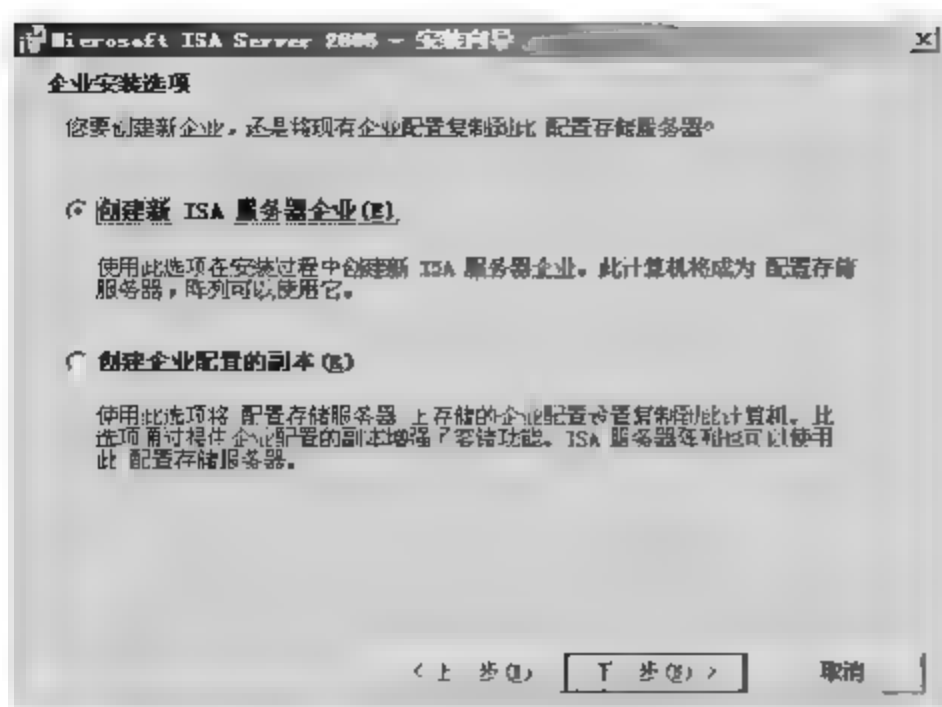 Microsoft ISA Server 2006 - 安装向导
企业安装选项
您要创建新企业，还是将现有企业配置复制到此 配置存储服务器。
创建新 ISA 服务器企业(E)
使用此选项在安装过程中创建新 ISA 服务器企业。此计算机将成为 配置存储
服务器，阵列可以使用它。
创建企业配置的副本(R)
使用此选项将 配置存储服务器 上存储的企业配置设置复制到此计算机。此
选项通过提供企业配置的副本增强了容错功能。ISA 服务器阵列也可以使用
此 配置存储服务器。
< 上一步(B) 下一步(N) > 取消